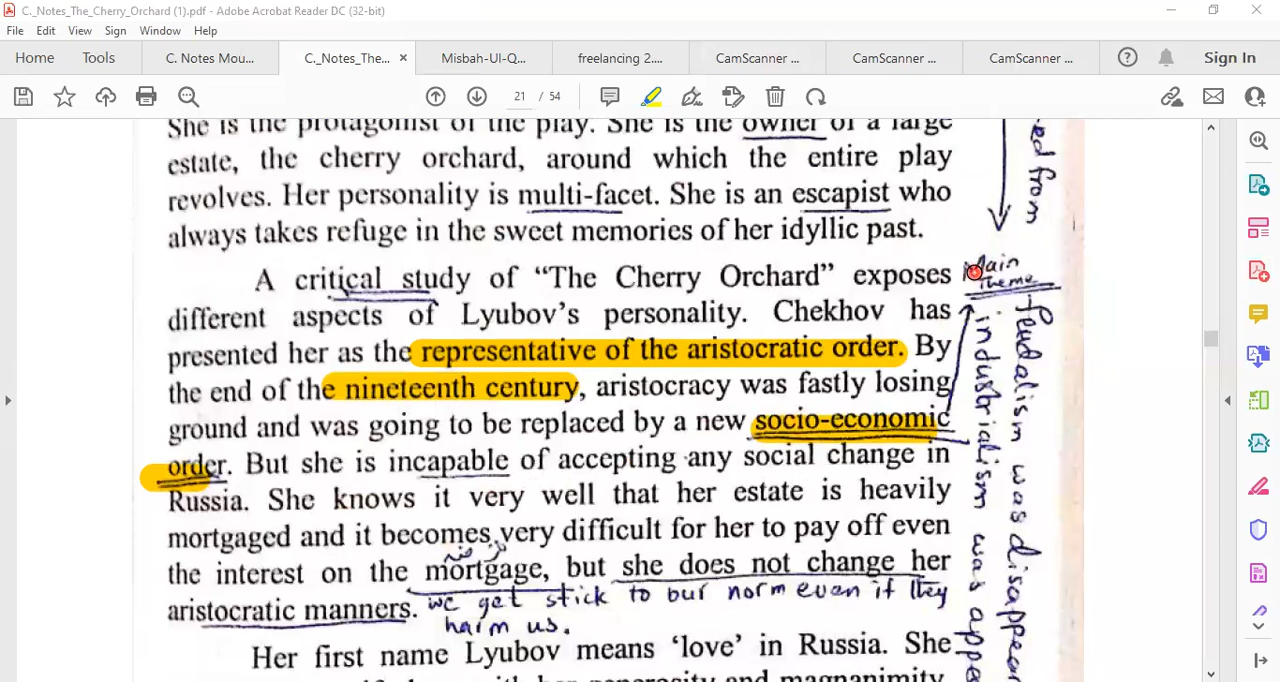 C._Notes_The_Cherry_Orchard (1).pdf - Adobe Acrobat Reader DC (32-bit)
File Edit View Sign Window Help
Home Tools C. Notes Mou... C._Notes_The... × Misbah-Ul-Q... freelancing 2.... CamScanner ... CamScanner ... CamScanner ... Sign In
21 / 54
She is the protagonist of the play. She is the owner of a large
estate, the cherry orchard, around which the entire play
revolves. Her personality is multi-facet. She is an escapist who
always takes refuge in the sweet memories of her idyllic past.
A critical study of “The Cherry Orchard” exposes
different aspects of Lyubov’s personality. Chekhov has
presented her as the representative of the aristocratic order. By
the end of the nineteenth century, aristocracy was fastly losing
ground and was going to be replaced by a new socio-economic
order. But she is incapable of accepting any social change in
Russia. She knows it very well that her estate is heavily
mortgaged and it becomes very difficult for her to pay off even
the interest on the mortgage, but she does not change her
aristocratic manners. we get stick to our norm even if they
harm us.
Her first name Lyubov means ‘love’ in Russia. She
generosity and magnanimity
from
Main
Theme
feudalism was disappear
industrialism was appe